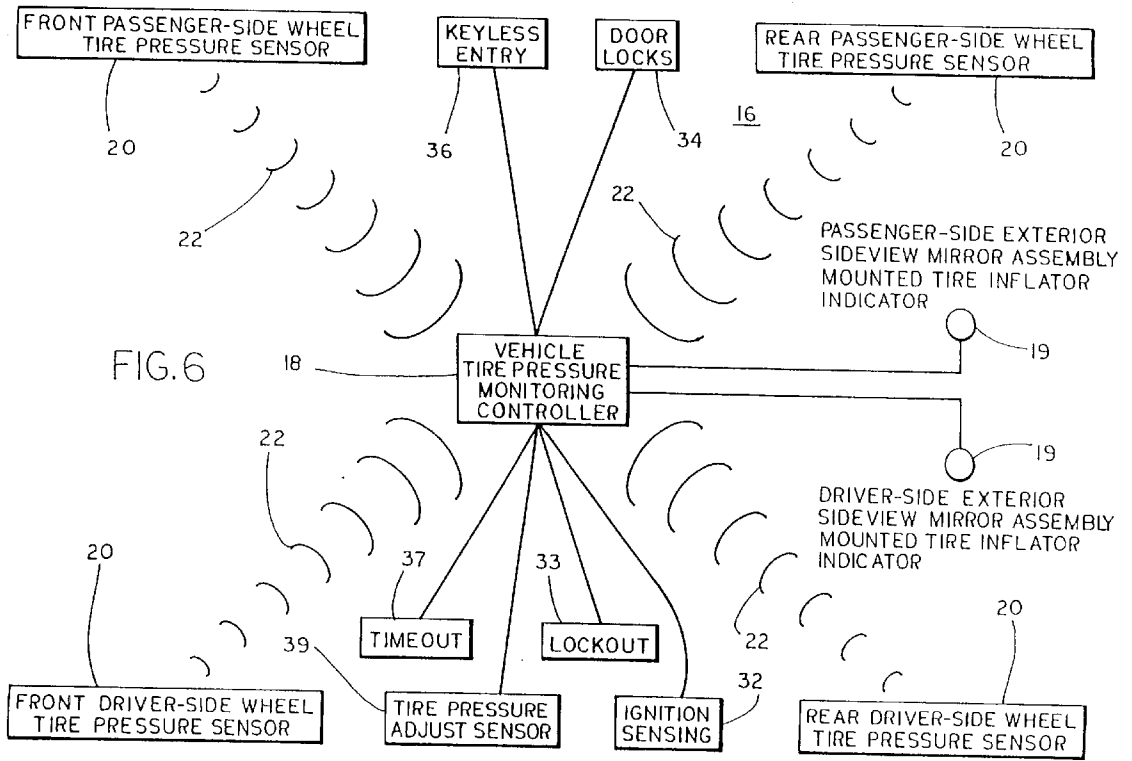 FRONT PASSENGER-SIDE WHEEL
TIRE PRESSURE SENSOR
KEYLESS
ENTRY
DOOR
LOCKS
REAR PASSENGER-SIDE WHEEL
TIRE PRESSURE SENSOR
20
36
34
16
20
22
22
PASSENGER-SIDE EXTERIOR
SIDEVIEW MIRROR ASSEMBLY
MOUNTED TIRE INFLATOR
INDICATOR
19
FIG.6
18
VEHICLE
TIRE PRESSURE
MONITORING
CONTROLLER
22
19
DRIVER-SIDE EXTERIOR
SIDEVIEW MIRROR ASSEMBLY
MOUNTED TIRE INFLATOR
INDICATOR
20
37
33
20
22
TIMEOUT
LOCKOUT
39
32
FRONT DRIVER-SIDE WHEEL
TIRE PRESSURE SENSOR
TIRE PRESSURE
ADJUST SENSOR
IGNITION
SENSING
REAR DRIVER-SIDE WHEEL
TIRE PRESSURE SENSOR